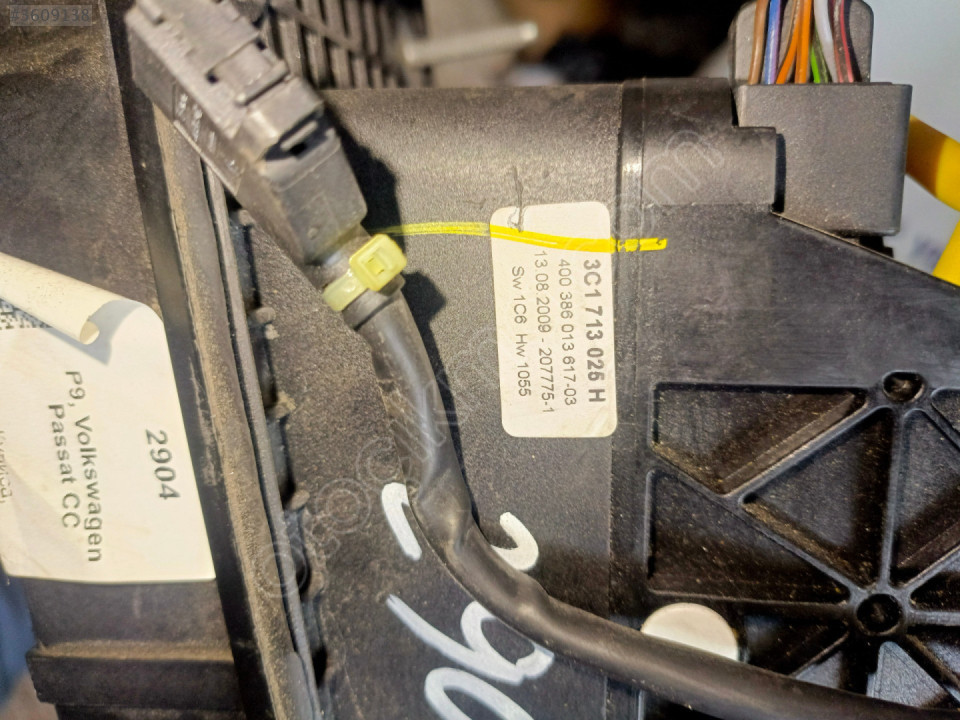 3C1 713 025 H
400 386 013 617-03
13.08.2009 - 207775-1
Sw 1C6 Hw 1055
2904
P9, Volkswagen
Passat CC